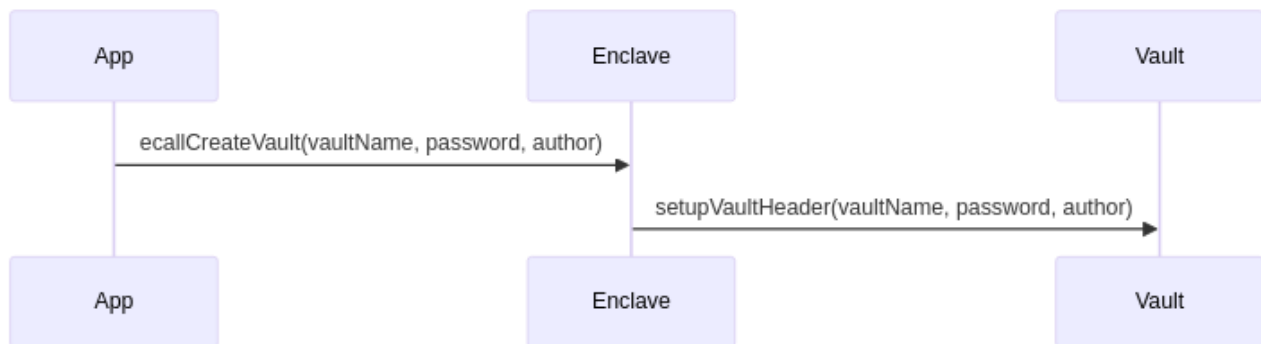 App
Enclave
Vault
ecallCreateVault(vaultName, password, author)
setupVaultHeader(vaultName, password, author)
App
Enclave
Vault